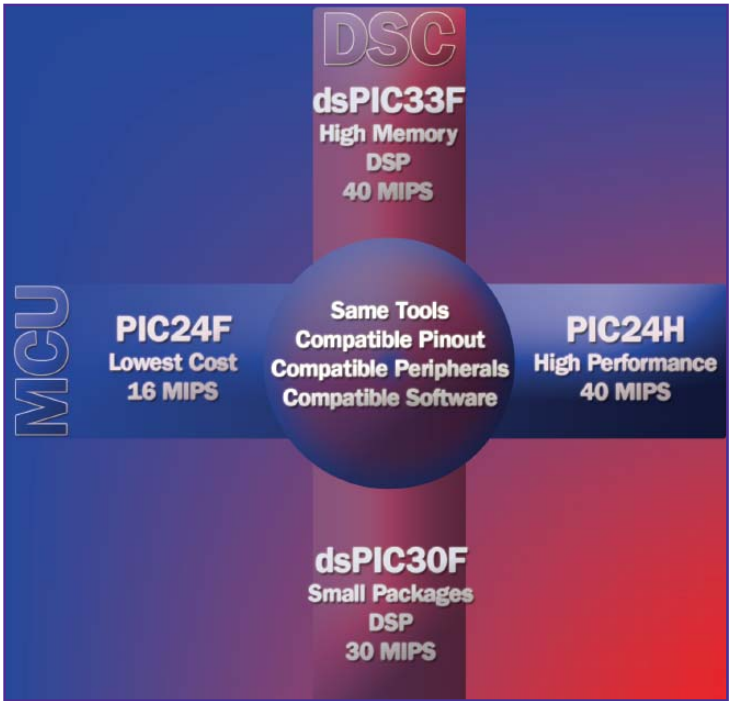 DSC
dsPIC33F
High Memory
DSP
40 MIPS
MCU
PIC24F
Lowest Cost
16 MIPS
Same Tools
Compatible Pinout
Compatible Peripherals
Compatible Software
PIC24H
High Performance
40 MIPS
dsPIC30F
Small Packages
DSP
30 MIPS